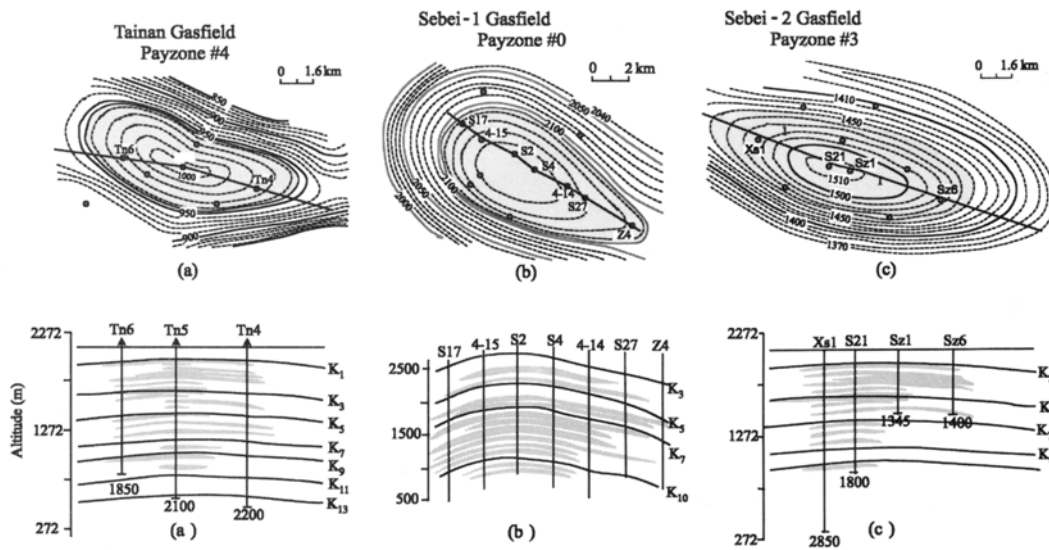 Tainan Gasfield
Payzone #4
0 1.6 km
850
900
950
Tn6
1000
Tn4
950
900
(a)
Sebei-1 Gasfield
Payzone #0
0 2 km
2050
2040
2100
S17
4-15
S2
S4
4-14
S27
Z4
100
2050
2000
(b)
Sebei - 2 Gasfield
Payzone #3
0 1.6 km
1410
1450
1
Xs1
S21
Sz1
1510
1
1500
Sz6
1450
1400
1370
(c)
Altitude (m)
2272
1272
272
Tn6
Tn5
Tn4
K1
K3
K5
K7
K9
K11
K13
1850
2100
2200
(a)
2500
1500
500
S17
4-15
S2
S4
4-14
S27
Z4
K3
K5
K7
K10
(b)
2272
1272
272
Xs1
S21
Sz1
Sz6
1345
1400
1800
2850
(c)